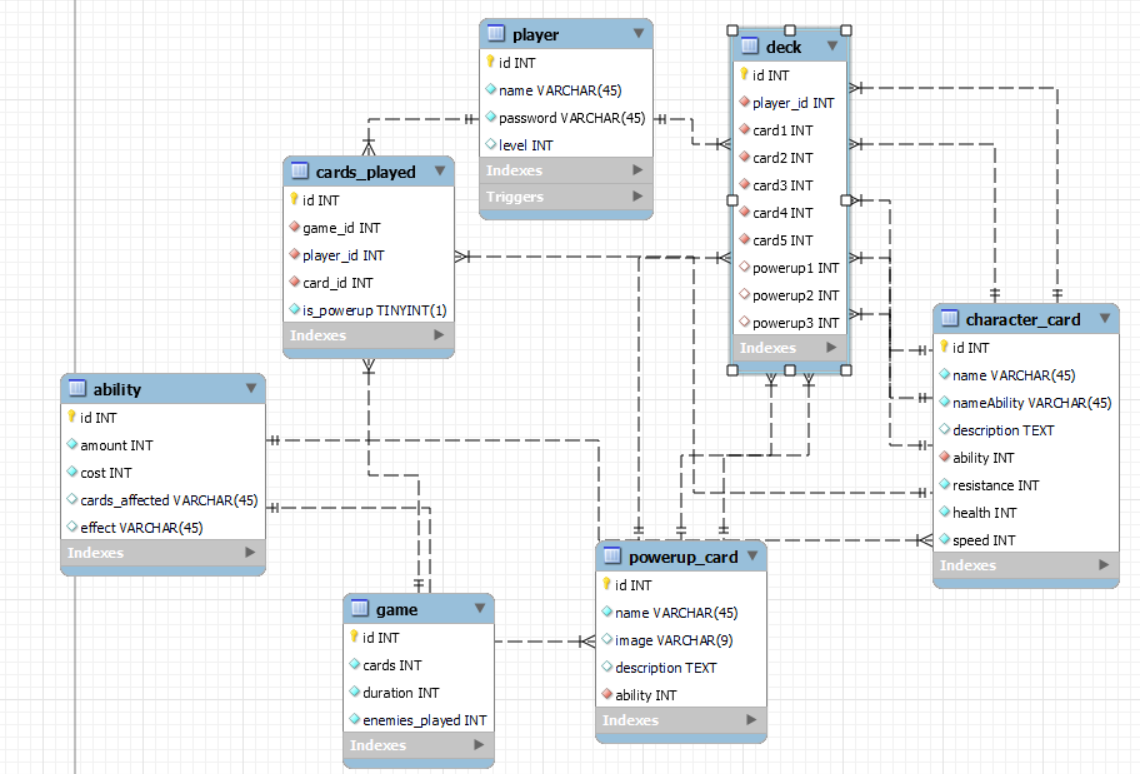 player
id INT
name VARCHAR(45)
password VARCHAR(45)
level INT
Indexes
Triggers
deck
id INT
player_id INT
card1 INT
card2 INT
card3 INT
card4 INT
card5 INT
powerup1 INT
powerup2 INT
powerup3 INT
Indexes
cards_played
id INT
game_id INT
player_id INT
card_id INT
is_powerup TINYINT(1)
Indexes
character_card
id INT
name VARCHAR(45)
nameAbility VARCHAR(45)
description TEXT
ability INT
resistance INT
health INT
speed INT
Indexes
ability
id INT
amount INT
cost INT
cards_affected VARCHAR(45)
effect VARCHAR(45)
Indexes
powerup_card
id INT
name VARCHAR(45)
image VARCHAR(9)
description TEXT
ability INT
Indexes
game
id INT
cards INT
duration INT
enemies_played INT
Indexes